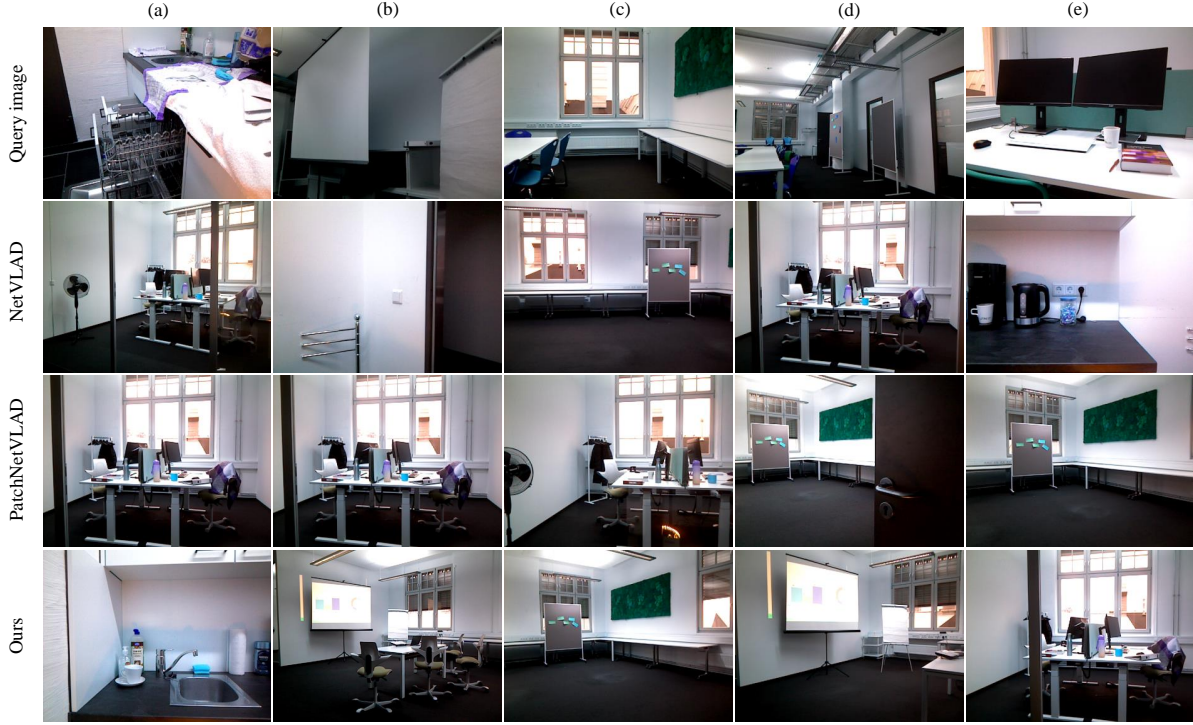 (a) (b) (c) (d) (e)
Query image
NetVLAD
PatchNetVLAD
Ours